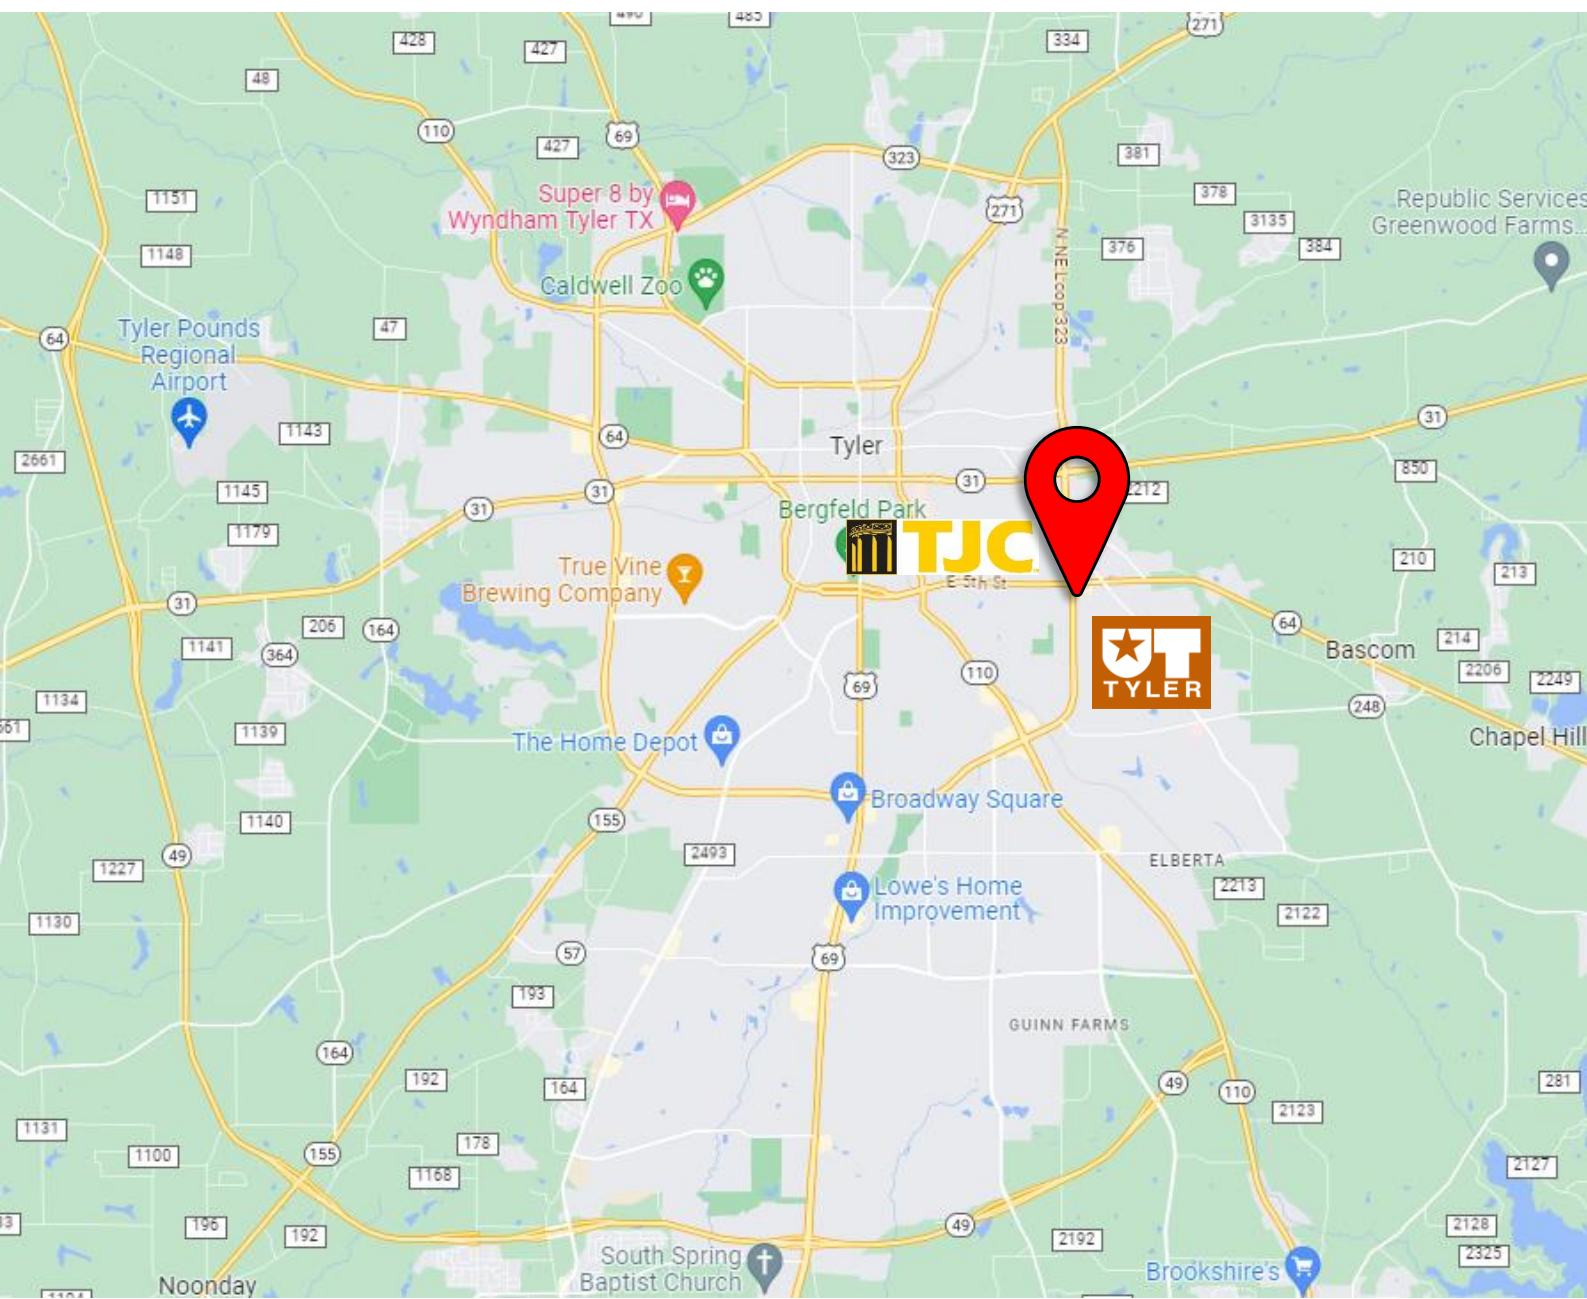 490
485
271
428
427
334
48
110
69
427
323
381
1151
Super 8 by
Wyndham Tyler TX
378
Republic Services
Greenwood Farms...
271
3135
1148
376
384
N NE Loop 323
Caldwell Zoo
64
Tyler Pounds
Regional
Airport
47
31
1143
64
Tyler
2661
850
31
1145
31
2212
31
Bergfeld Park
1179
TJC
210
213
True Vine
Brewing Company
E 5th St
31
206
164
64
1141
364
UT
TYLER
Bascom
214
2206
2249
110
69
1134
248
661
1139
The Home Depot
Chapel Hill
Broadway Square
1140
155
49
2493
ELBERTA
1227
Lowe's Home
Improvement
2213
2122
1130
57
69
193
GUINN FARMS
164
192
164
49
110
281
2123
1131
178
1100
155
1168
2127
196
192
49
2192
2128
2325
South Spring
Baptist Church
Brookshire's
Noonday
1104